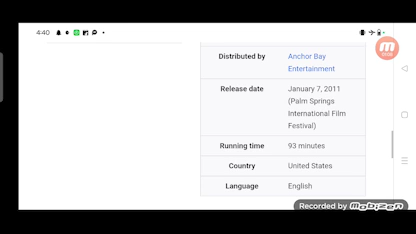 4:40
Distributed by Anchor Bay
Entertainment
Release date January 7, 2011
(Palm Springs
International Film
Festival)
Running time 93 minutes
Country United States
Language English
Recorded by MOBIZEN